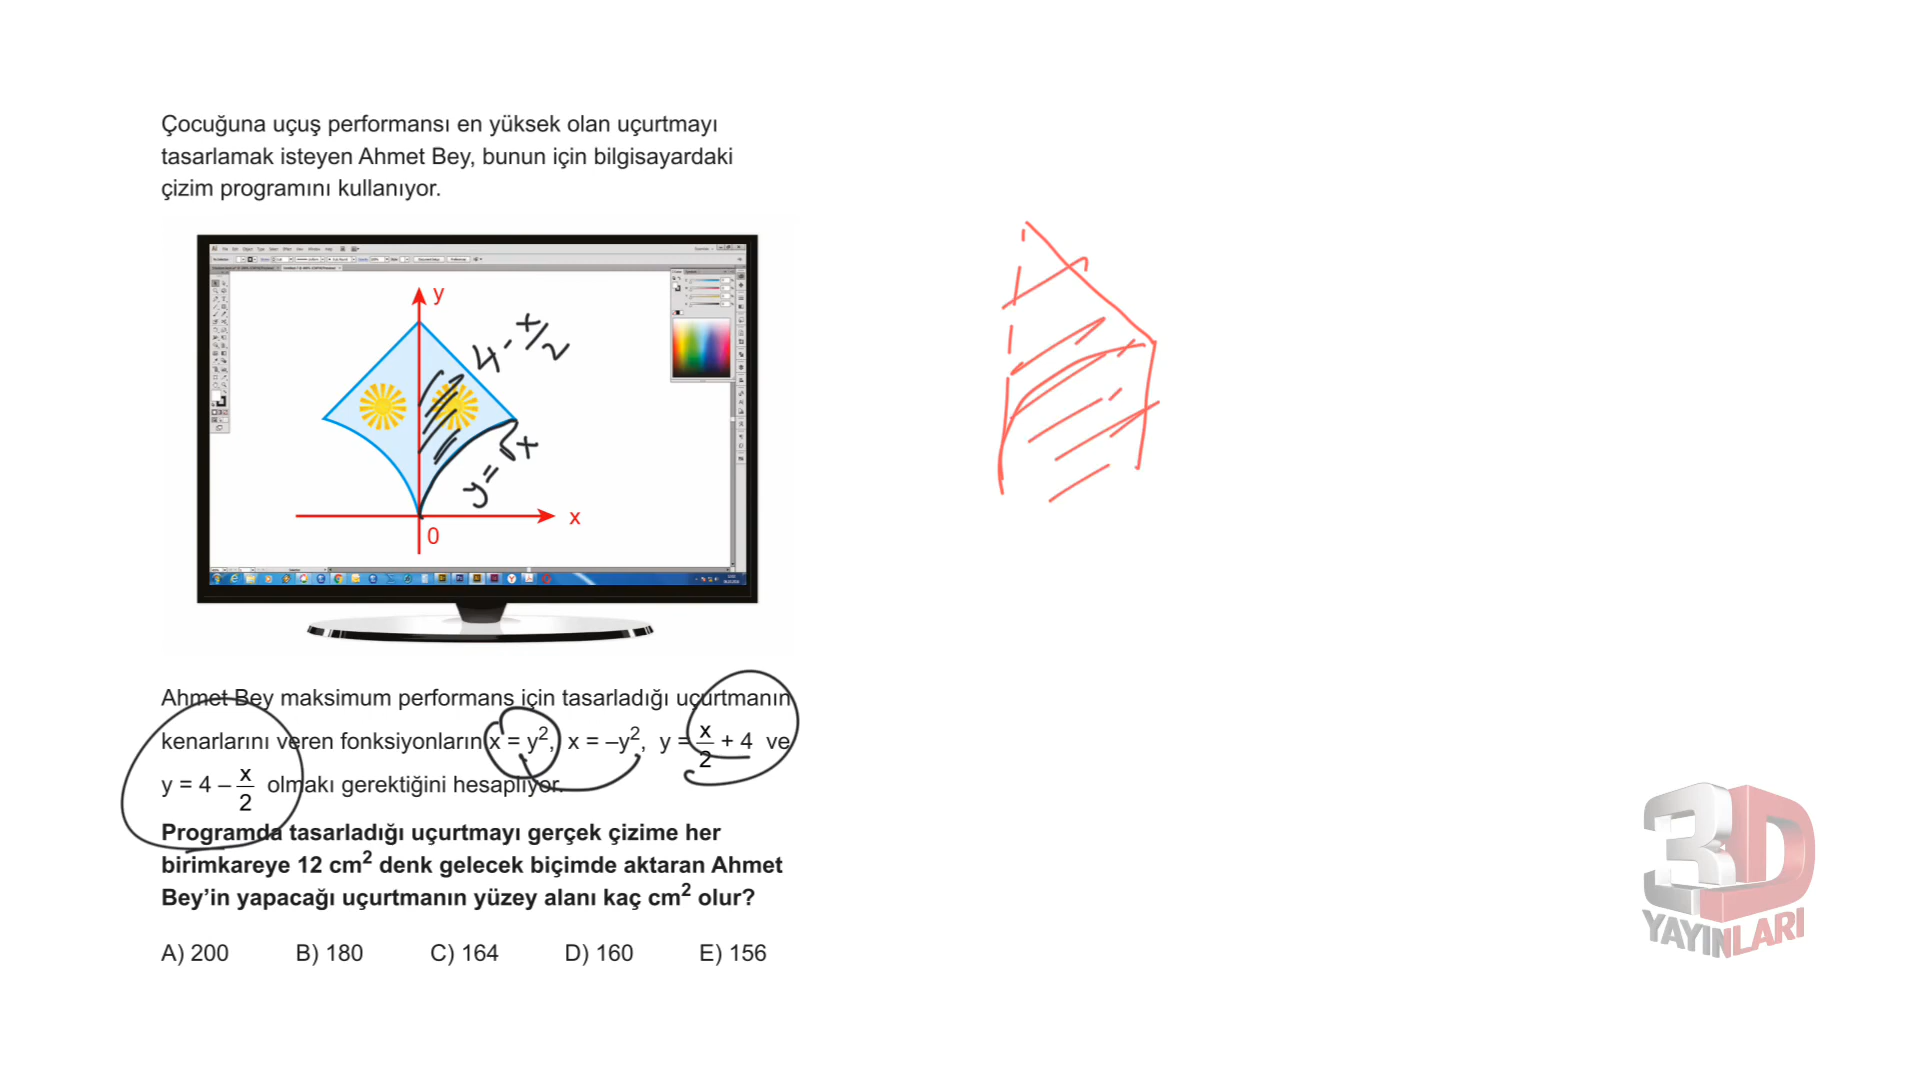 Çocuğuna uçuş performansı en yüksek olan uçurtmayı
tasarlamak isteyen Ahmet Bey, bunun için bilgisayardaki
çizim programını kullanıyor.
y
4 - x/2
y = √x
x
0
Ahmet Bey maksimum performans için tasarladığı uçurtmanın
kenarlarını veren fonksiyonların x = y², x = –y², y = x/2 + 4 ve
y = 4 – x/2 olmakı gerektiğini hesaplıyor.
Programda tasarladığı uçurtmayı gerçek çizime her
birimkareye 12 cm² denk gelecek biçimde aktaran Ahmet
Bey’in yapacağı uçurtmanın yüzey alanı kaç cm² olur?
A) 200 B) 180 C) 164 D) 160 E) 156
3D
YAYINLARI